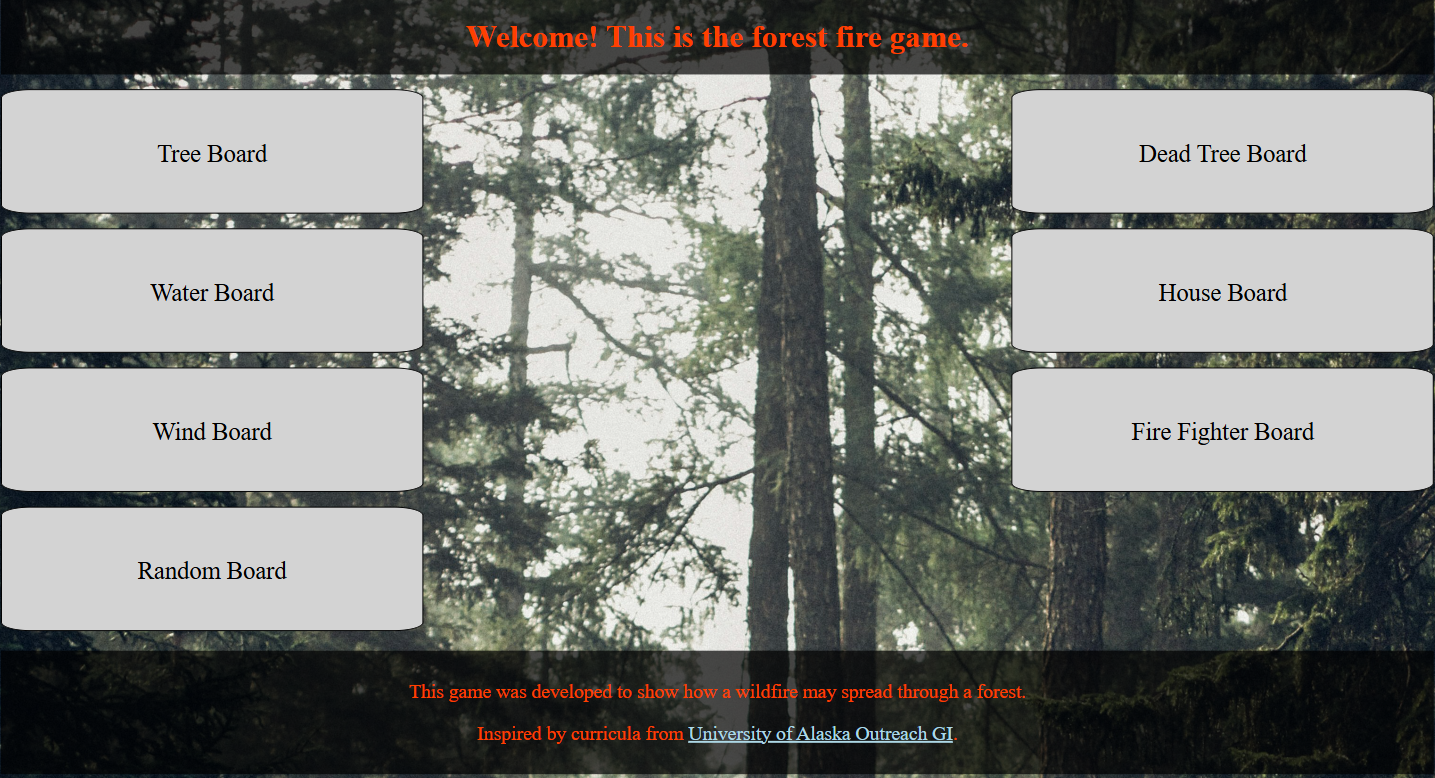 Welcome! This is the forest fire game.
Tree Board
Dead Tree Board
Water Board
House Board
Wind Board
Fire Fighter Board
Random Board
This game was developed to show how a wildfire may spread through a forest.
Inspired by curricula from University of Alaska Outreach GI.